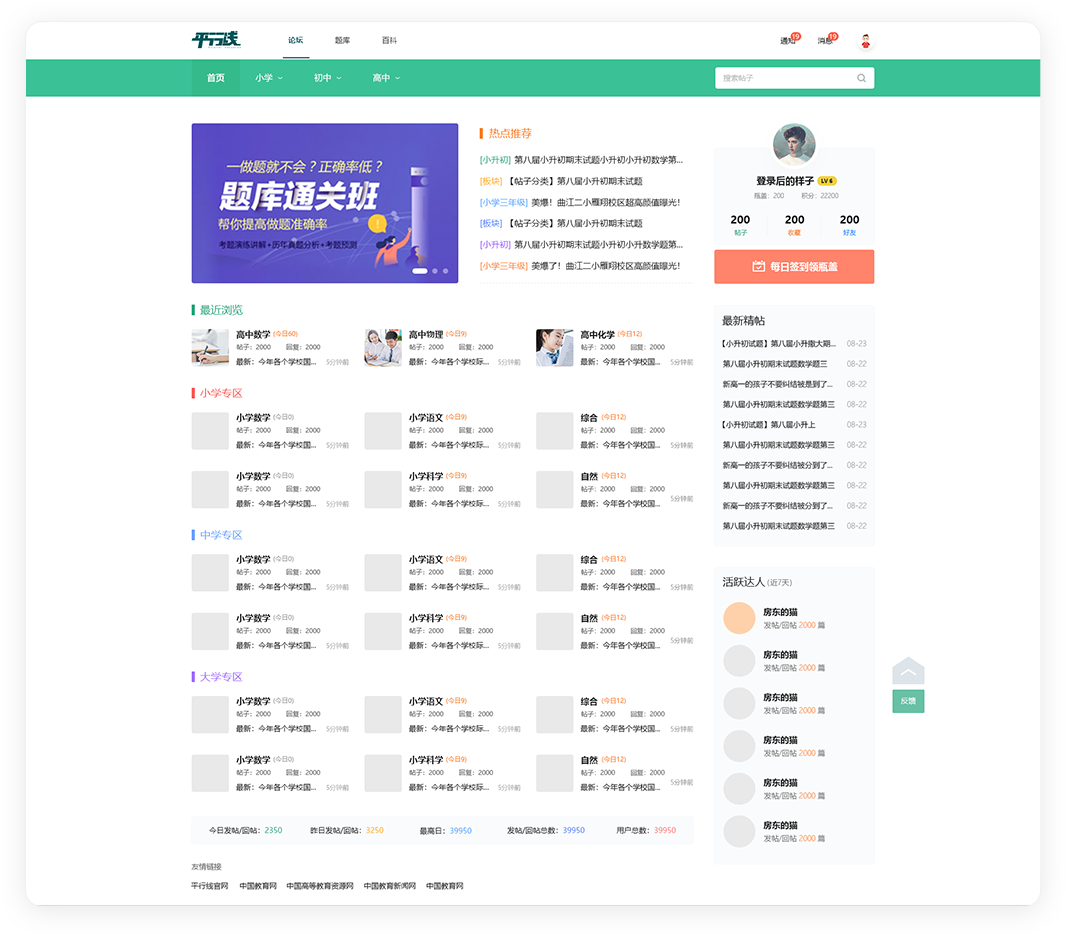 平行线
论坛 题库 百科
通知 19 消息 19
首页 小学 初中 高中
搜索帖子
一做题就不会？正确率低？
题库通关班
帮你提高做题准确率
考题演练讲解+历年真题分析+考题预测
热点推荐
[小升初] 第八届小升初期末试题小升初小升初数学第...
[板块] 【帖子分类】第八届小升初期末试题
[小学三年级] 美爆！曲江二小雁翔校区超高颜值曝光！
[板块] 【帖子分类】第八届小升初期末试题
[小升初] 第八届小升初期末试题小升初小升数学题第...
[小学三年级] 美爆了！曲江二小雁翔校区高颜值曝光！
登录后的样子 LV 6
瓶盖：200 积分：22200
200 200 200
帖子 收藏 好友
每日签到领瓶盖
最近浏览
高中数学 (今日60)
帖子：2000 回复：2000
最新：今年各个学校国... 5分钟前
高中物理 (今日9)
帖子：2000 回复：2000
最新：今年各个学校际... 5分钟前
高中化学 (今日12)
帖子：2000 回复：2000
最新：今年各个学校国... 5分钟前
小学专区
小学数学 (今日0)
帖子：2000 回复：2000
最新：今年各个学校国... 5分钟前
小学语文 (今日9)
帖子：2000 回复：2000
最新：今年各个学校际... 5分钟前
综合 (今日12)
帖子：2000 回复：2000
最新：今年各个学校国... 5分钟前
小学数学 (今日0)
帖子：2000 回复：2000
最新：今年各个学校国... 5分钟前
小学科学 (今日9)
帖子：2000 回复：2000
最新：今年各个学校际... 5分钟前
自然 (今日12)
帖子：2000 回复：2000
最新：今年各个学校国... 5分钟前
中学专区
小学数学 (今日0)
帖子：2000 回复：2000
最新：今年各个学校国... 5分钟前
小学语文 (今日9)
帖子：2000 回复：2000
最新：今年各个学校际... 5分钟前
综合 (今日12)
帖子：2000 回复：2000
最新：今年各个学校国... 5分钟前
小学数学 (今日0)
帖子：2000 回复：2000
最新：今年各个学校国... 5分钟前
小学科学 (今日9)
帖子：2000 回复：2000
最新：今年各个学校际... 5分钟前
自然 (今日12)
帖子：2000 回复：2000
最新：今年各个学校国... 5分钟前
大学专区
小学数学 (今日0)
帖子：2000 回复：2000
最新：今年各个学校国... 5分钟前
小学语文 (今日9)
帖子：2000 回复：2000
最新：今年各个学校际... 5分钟前
综合 (今日12)
帖子：2000 回复：2000
最新：今年各个学校国... 5分钟前
小学数学 (今日0)
帖子：2000 回复：2000
最新：今年各个学校国... 5分钟前
小学科学 (今日9)
帖子：2000 回复：2000
最新：今年各个学校际... 5分钟前
自然 (今日12)
帖子：2000 回复：2000
最新：今年各个学校国... 5分钟前
最新精帖
【小升初试题】第八届小升撒大期... 08-23
第八届小升初期末试题数学题三 08-22
新高一的孩子不要纠结被是到了... 08-22
第八届小升初期末试题数学题第三 08-22
【小升初试题】第八届小升上 08-23
第八届小升初期末试题数学题第三 08-22
新高一的孩子不要纠结被分到了... 08-22
第八届小升初期末试题数学题第三 08-22
新高一的孩子不要纠结被分到了... 08-22
第八届小升初期末试题数学题第三 08-22
活跃达人 (近7天)
房东的猫
发帖/回帖 2000 篇
房东的猫
发帖/回帖 2000 篇
房东的猫
发帖/回帖 2000 篇
房东的猫
发帖/回帖 2000 篇
房东的猫
发帖/回帖 2000 篇
房东的猫
发帖/回帖 2000 篇
反馈
今日发帖/回帖：2350 昨日发帖/回帖：3250 最高日：39950 发帖/回帖总数：39950 用户总数：39950
友情链接
平行线官网 中国教育网 中国高等教育资源网 中国教育新闻网 中国教育网